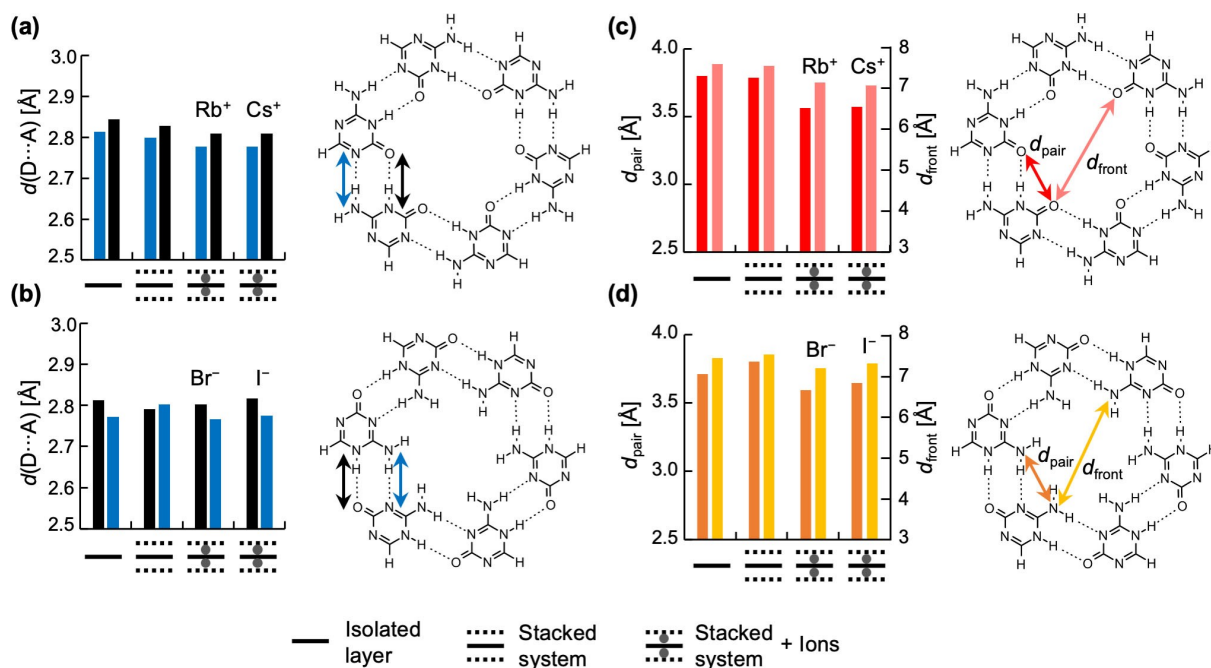 (a)
3.0
2.9
2.8
2.7
2.6
2.5
d(D···A) [Å]
Rb⁺
Cs⁺
(b)
3.0
2.9
2.8
2.7
2.6
2.5
d(D···A) [Å]
Br⁻
I⁻
(c)
4.0
3.5
3.0
2.5
d_pair [Å]
8
7
6
5
4
3
d_front [Å]
Rb⁺
Cs⁺
d_pair
d_front
(d)
4.0
3.5
3.0
2.5
d_pair [Å]
8
7
6
5
4
3
d_front [Å]
Br⁻
I⁻
d_pair
d_front
Isolated
layer
Stacked
system
Stacked
system
+ Ions